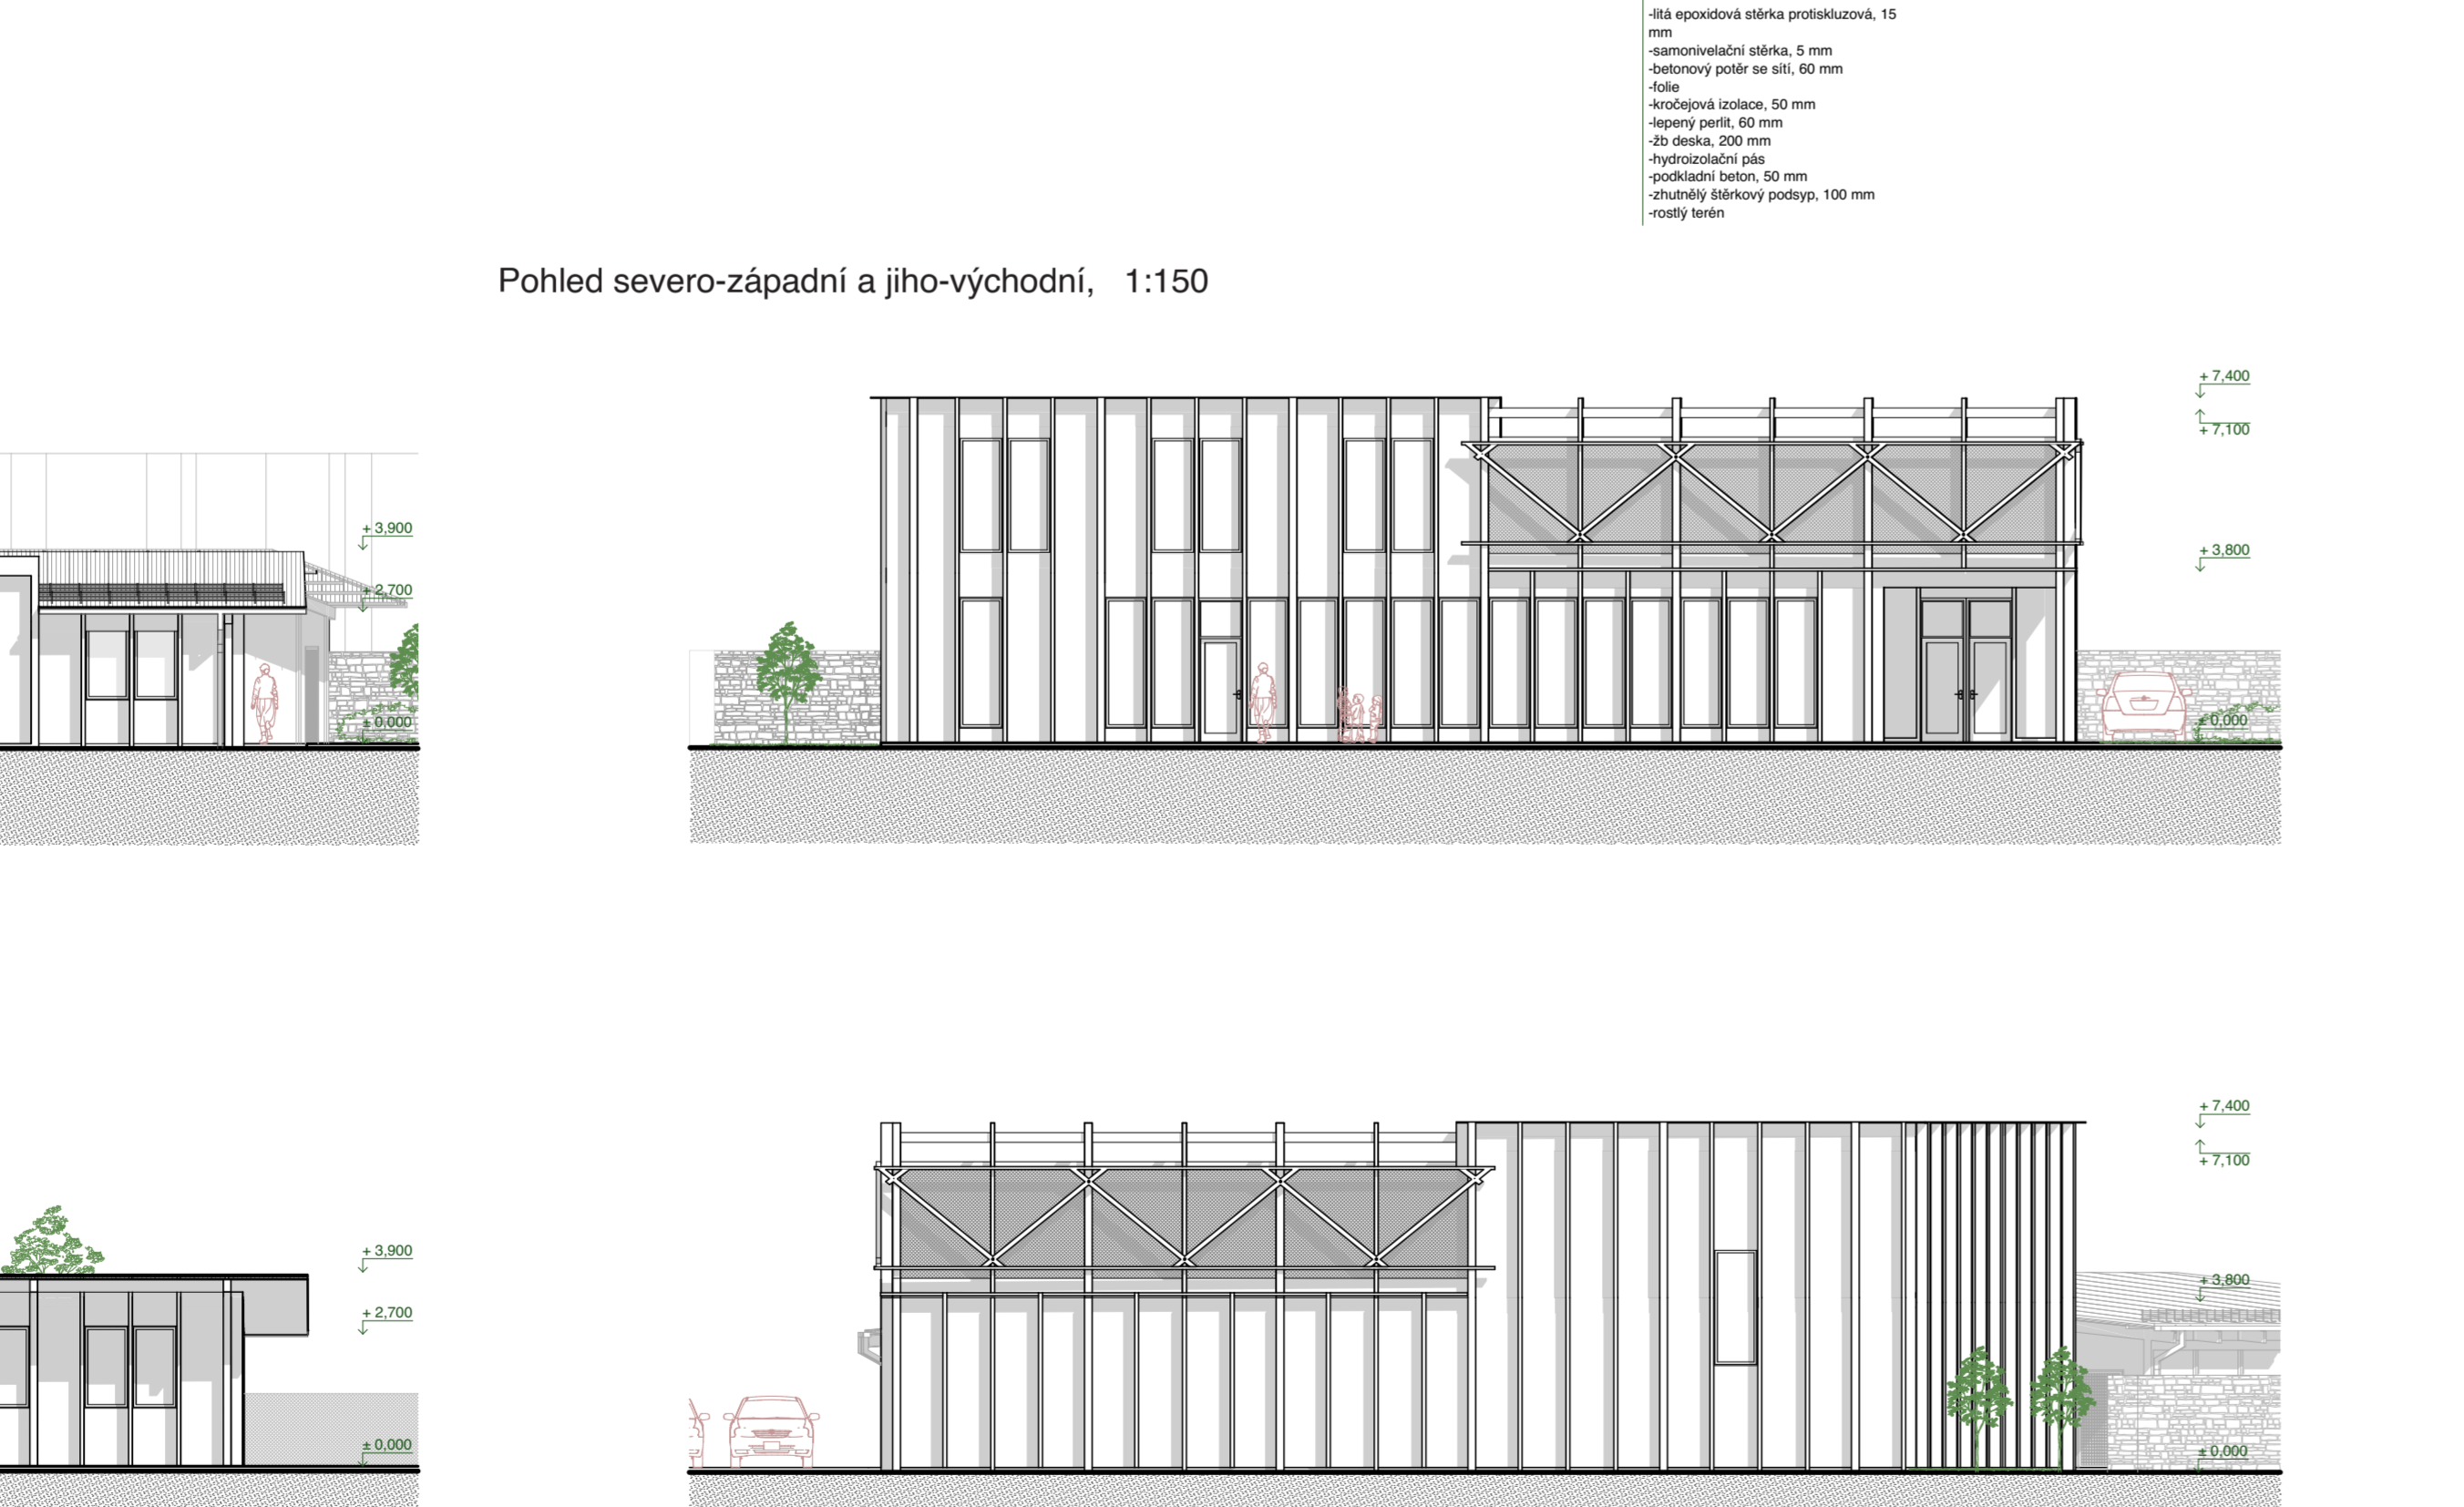 -litá epoxidová stěrka protiskluzová, 15
mm
-samonivelační stěrka, 5 mm
-betonový potěr se sítí, 60 mm
-folie
-kročejová izolace, 50 mm
-lepený perlit, 60 mm
-žb deska, 200 mm
-hydroizolační pás
-podkladní beton, 50 mm
-zhutnělý štěrkový podsyp, 100 mm
-rostlý terén
Pohled severo-západní a jiho-východní, 1:150
+ 3,900
+ 2,700
± 0,000
+ 7,400
+ 7,100
+ 3,800
± 0,000
+ 3,900
+ 2,700
± 0,000
+ 7,400
+ 7,100
+ 3,800
± 0,000